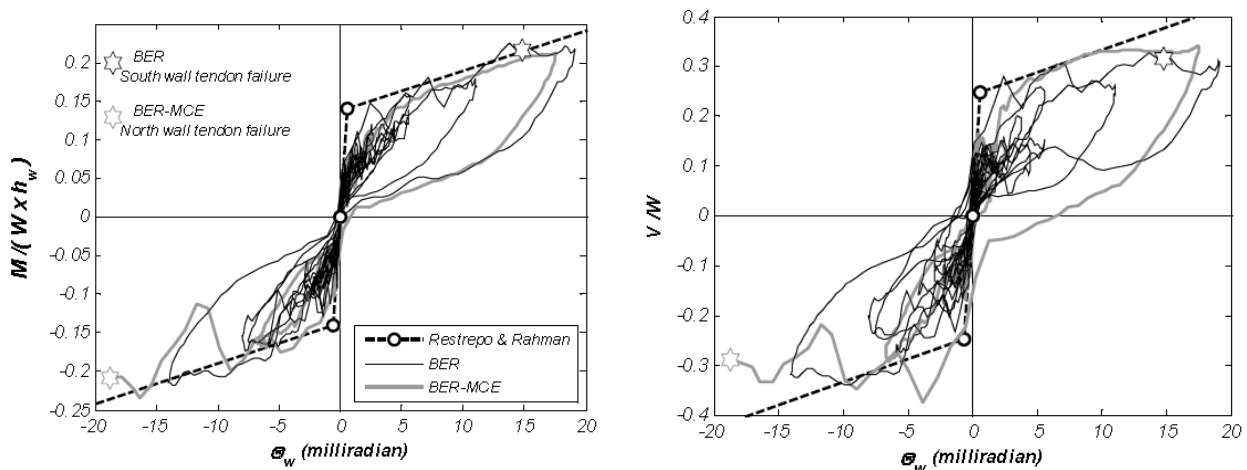 0.2
0.15
0.1
0.05
0
-0.05
-0.1
-0.15
-0.2
-0.25
M/(W x h_w)
BER
South wall tendon failure
BER-MCE
North wall tendon failure
Restrepo & Rahman
BER
BER-MCE
-20 -15 -10 -5 0 5 10 15 20
Θ_w (milliradian)
0.4
0.3
0.2
0.1
0
-0.1
-0.2
-0.3
-0.4
V/W
-20 -15 -10 -5 0 5 10 15 20
Θ_w (milliradian)